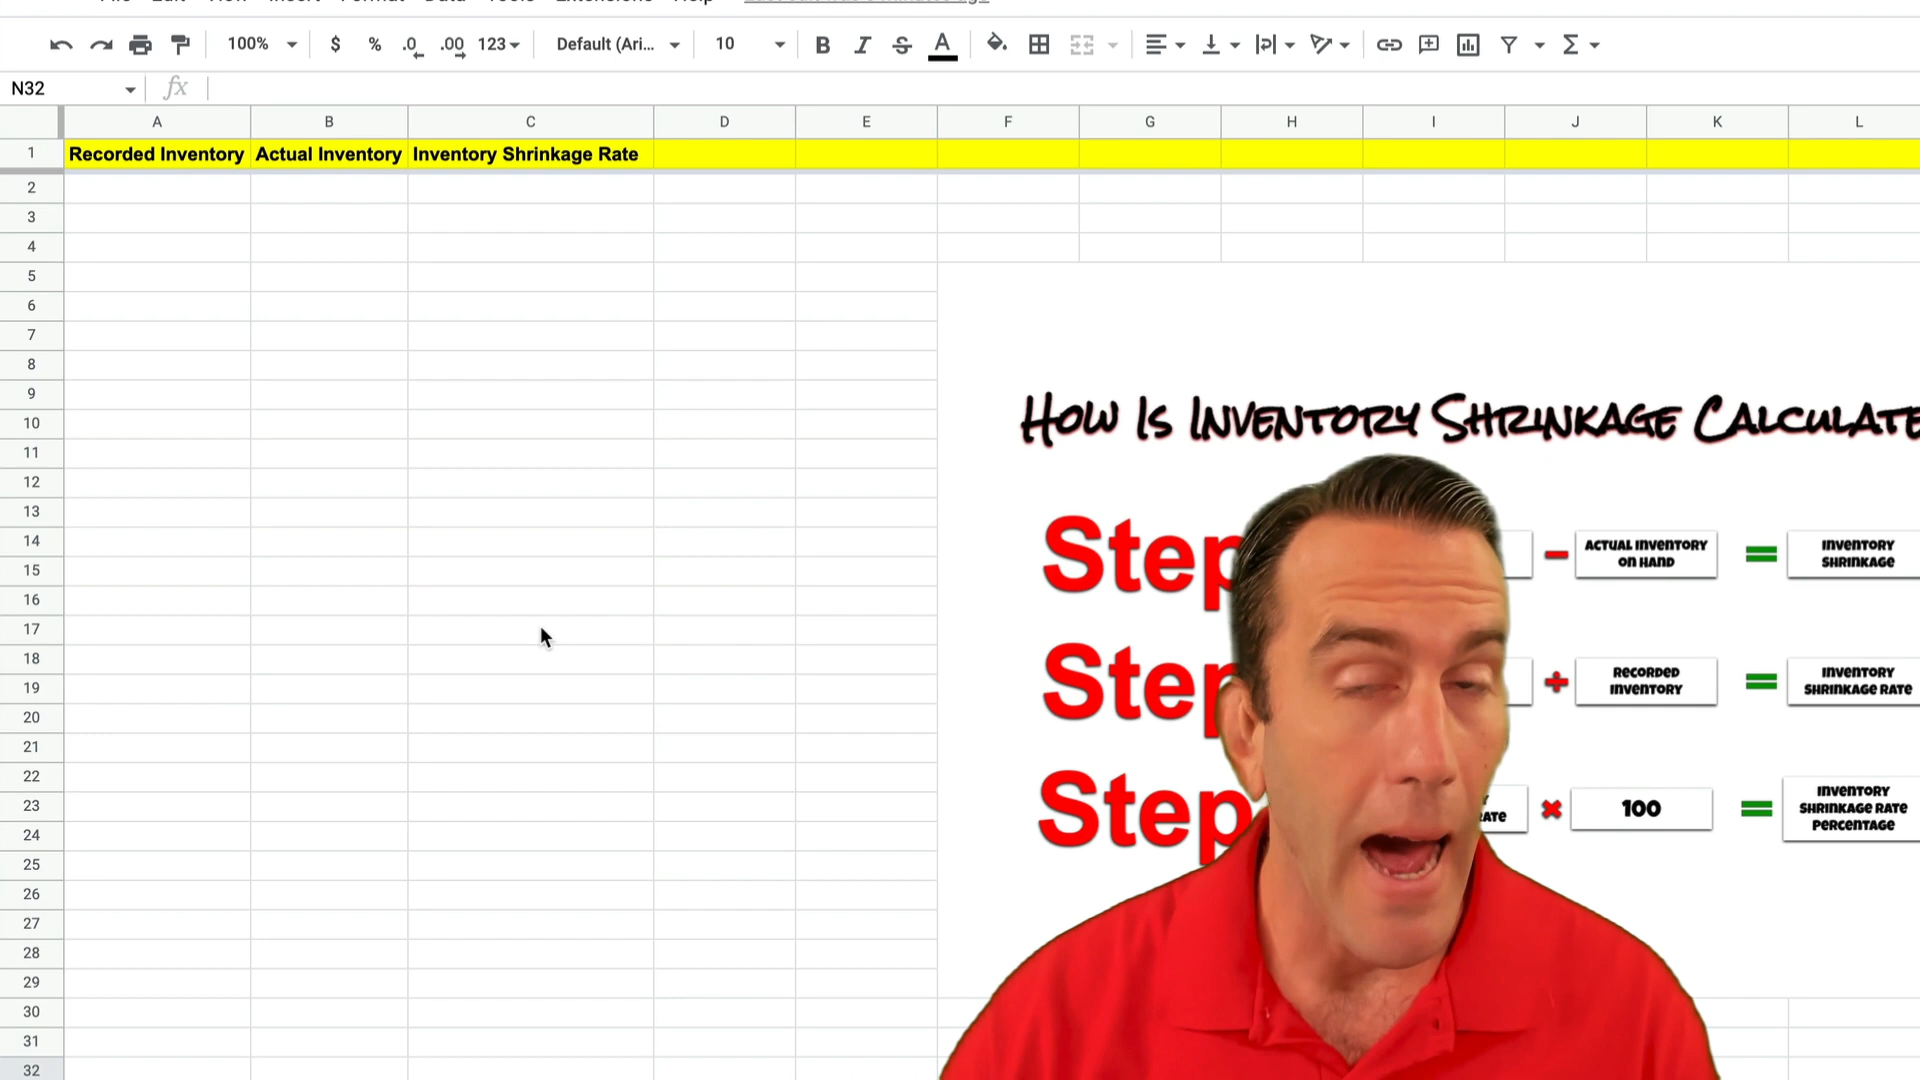 100% $ % .0 .00 123 Default (Ari... 10 B I S A
N32 fx
A B C D E F G H I J K L
1 Recorded Inventory Actual Inventory Inventory Shrinkage Rate
2
3
4
5
6
7
8
9
10
11
12
13
14
15
16
17
18
19
20
21
22
23
24
25
26
27
28
29
30
31
32
How Is Inventory Shrinkage Calculate
Step
- Actual Inventory
on Hand
= Inventory
Shrinkage
Step
Recorded
Inventory
= Inventory
Shrinkage Rate
Step
100
= Inventory
Shrinkage Rate
Percentage